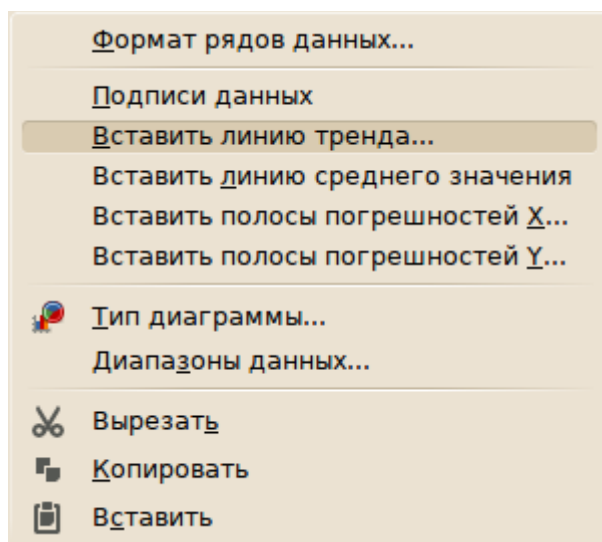 Формат рядов данных...
Подписи данных
Вставить линию тренда...
Вставить линию среднего значения
Вставить полосы погрешностей X...
Вставить полосы погрешностей Y...
Тип диаграммы...
Диапазоны данных...
Вырезать
Копировать
Вставить